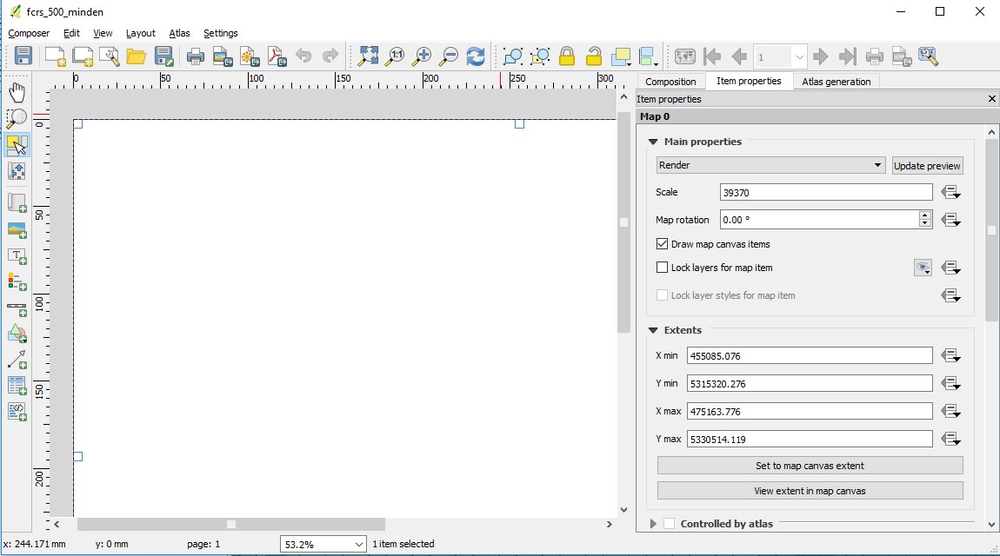 fcrs_500_minden
Composer Edit View Layout Atlas Settings
1:1
1
0 50 100 150 200 250 300
Composition Item properties Atlas generation
Item properties
Map 0
Main properties
Render Update preview
Scale 39370
Map rotation 0.00 °
Draw map canvas items
Lock layers for map item
Lock layer styles for map item
Extents
X min 455085.076
Y min 5315320.276
X max 475163.776
Y max 5330514.119
Set to map canvas extent
View extent in map canvas
Controlled by atlas
0
50
100
150
200
T
x: 244.171 mm y: 0 mm page: 1 53.2% 1 item selected